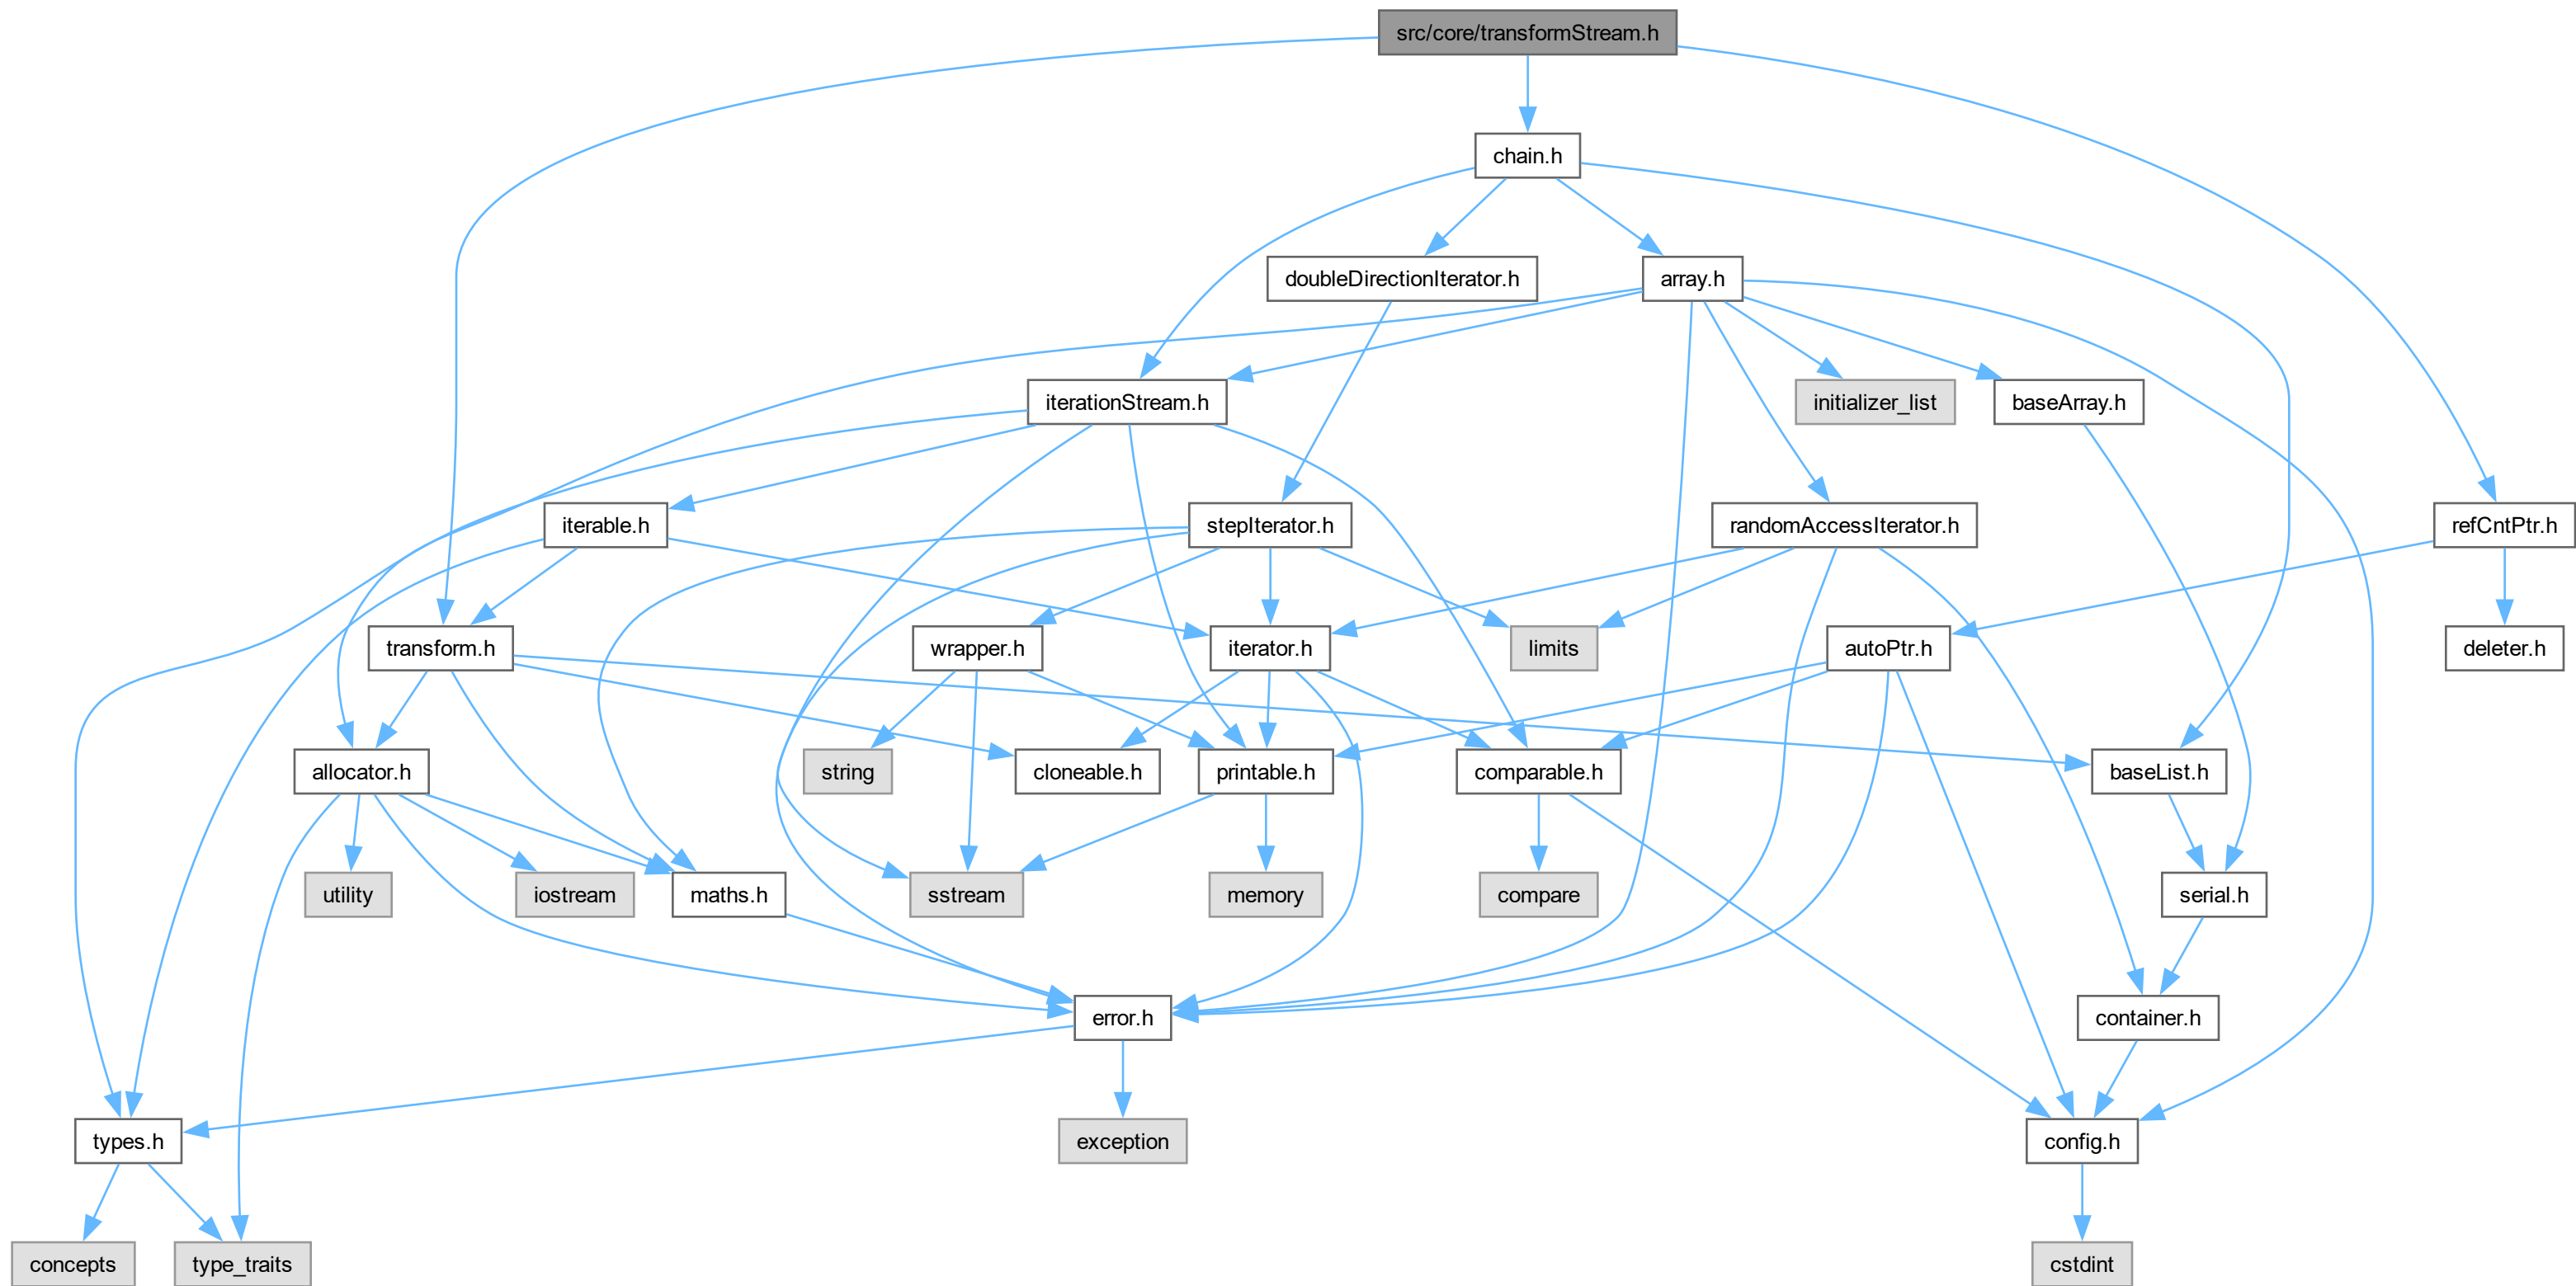 src/core/transformStream.h
chain.h
doubleDirectionIterator.h
array.h
iterationStream.h
initializer_list
baseArray.h
iterable.h
stepIterator.h
randomAccessIterator.h
refCntPtr.h
transform.h
wrapper.h
iterator.h
limits
autoPtr.h
deleter.h
allocator.h
string
cloneable.h
printable.h
comparable.h
baseList.h
utility
iostream
maths.h
sstream
memory
compare
serial.h
error.h
container.h
types.h
exception
config.h
concepts
type_traits
cstdint